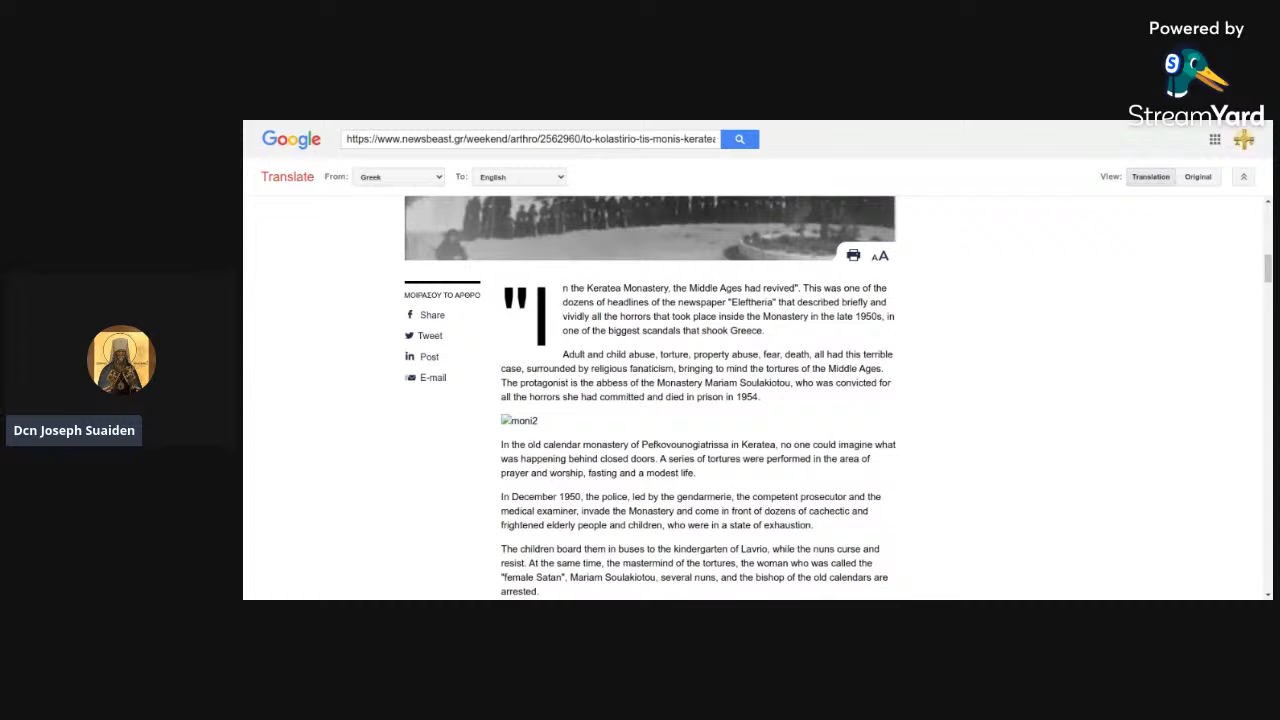 Powered by
S
StreamYard
Google
https://www.newsbeast.gr/weekend/arthro/2562960/to-kolastirio-tis-monis-keratea
Translate
From:
Greek
To:
English
View:
Translation
Original
AA
ΜΟΙΡΑΣΟΥ ΤΟ ΑΡΘΡΟ
Share
Tweet
Post
E-mail
"In the Keratea Monastery, the Middle Ages had revived". This was one of the
dozens of headlines of the newspaper "Eleftheria" that described briefly and
vividly all the horrors that took place inside the Monastery in the late 1950s, in
one of the biggest scandals that shook Greece.
Adult and child abuse, torture, property abuse, fear, death, all had this terrible
case, surrounded by religious fanaticism, bringing to mind the tortures of the Middle Ages.
The protagonist is the abbess of the Monastery Mariam Soulakiotou, who was convicted for
all the horrors she had committed and died in prison in 1954.
moni2
In the old calendar monastery of Pefkovounogiatrissa in Keratea, no one could imagine what
was happening behind closed doors. A series of tortures were performed in the area of
prayer and worship, fasting and a modest life.
In December 1950, the police, led by the gendarmerie, the competent prosecutor and the
medical examiner, invade the Monastery and come in front of dozens of cachectic and
frightened elderly people and children, who were in a state of exhaustion.
The children board them in buses to the kindergarten of Lavrio, while the nuns curse and
resist. At the same time, the mastermind of the tortures, the woman who was called the
"female Satan", Mariam Soulakiotou, several nuns, and the bishop of the old calendars are
arrested.
Dcn Joseph Suaiden